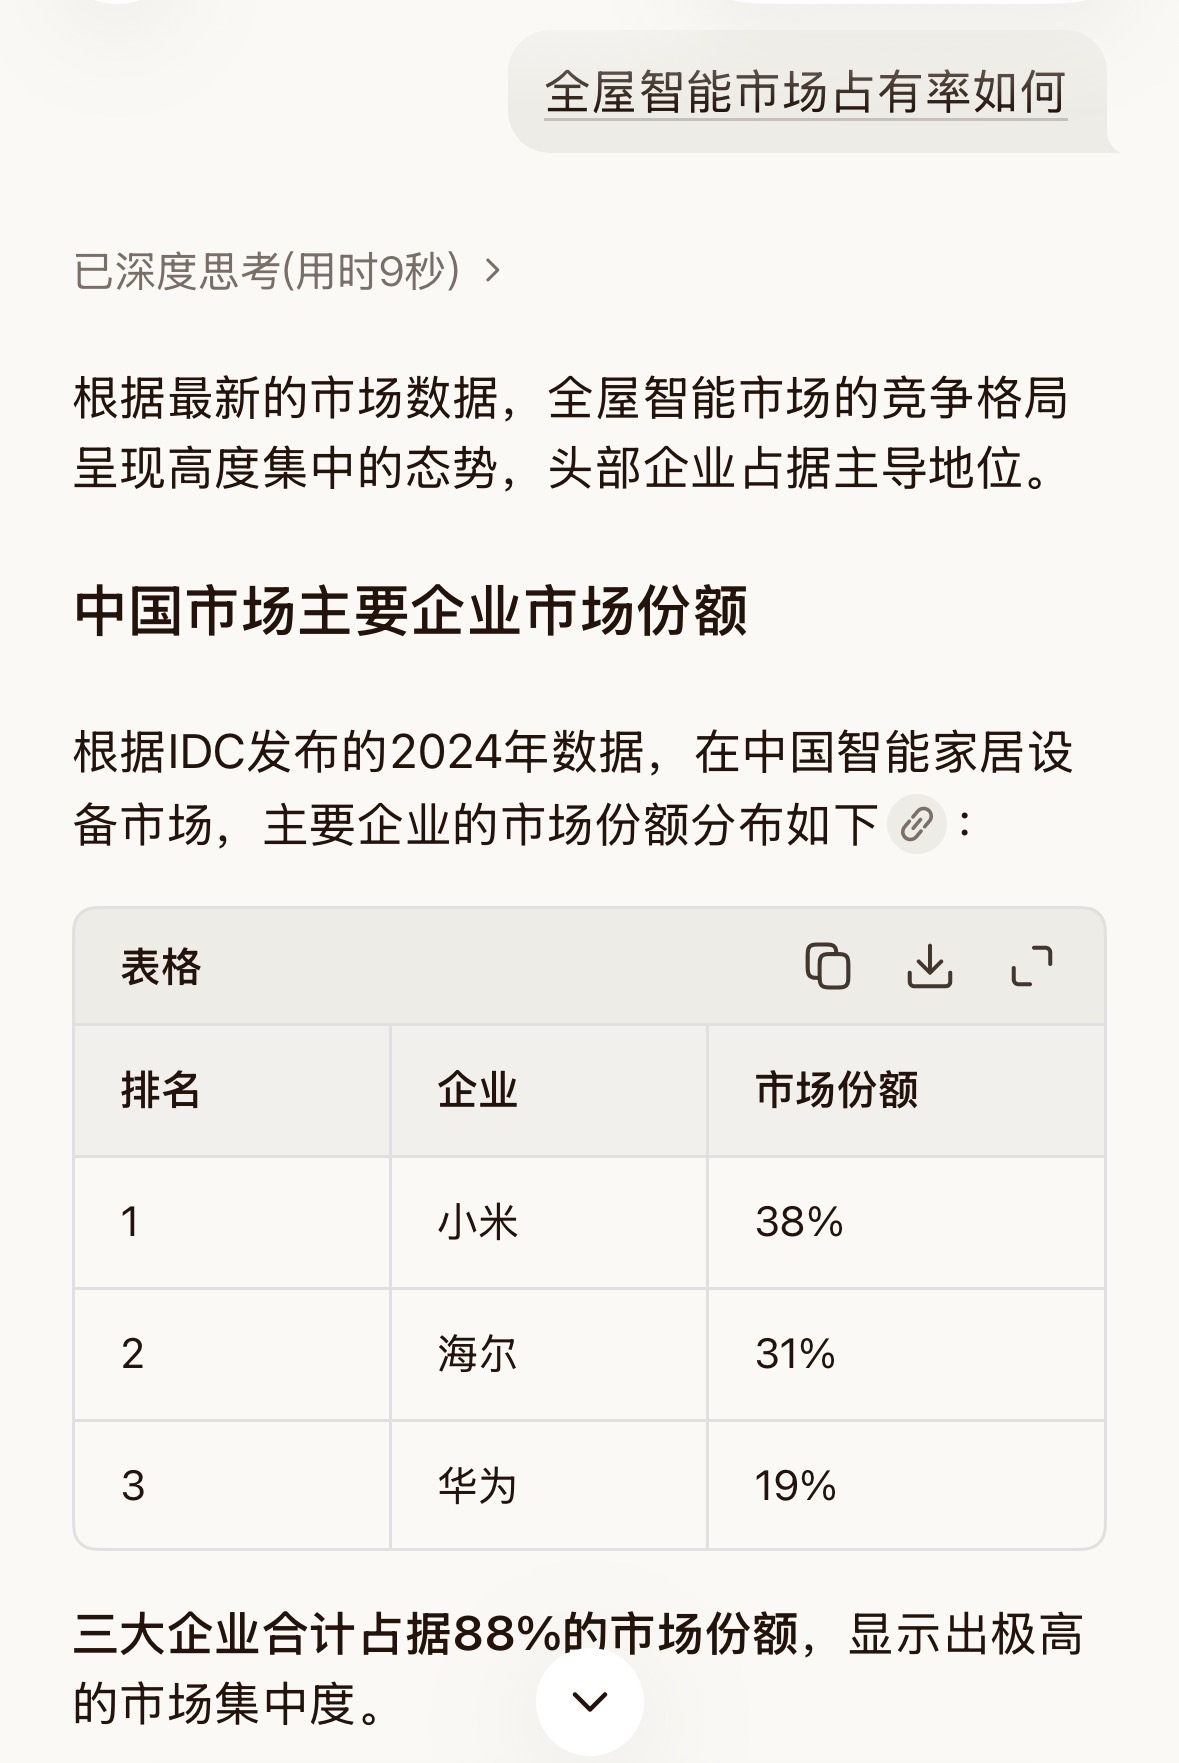 全屋智能市场占有率如何
已深度思考(用时9秒)
根据最新的市场数据，全屋智能市场的竞争格局
呈现高度集中的态势，头部企业占据主导地位。
中国市场主要企业市场份额
根据IDC发布的2024年数据，在中国智能家居设
备市场，主要企业的市场份额分布如下：
表格
排名 企业 市场份额
1 小米 38%
2 海尔 31%
3 华为 19%
三大企业合计占据88%的市场份额，显示出极高
的市场集中度。